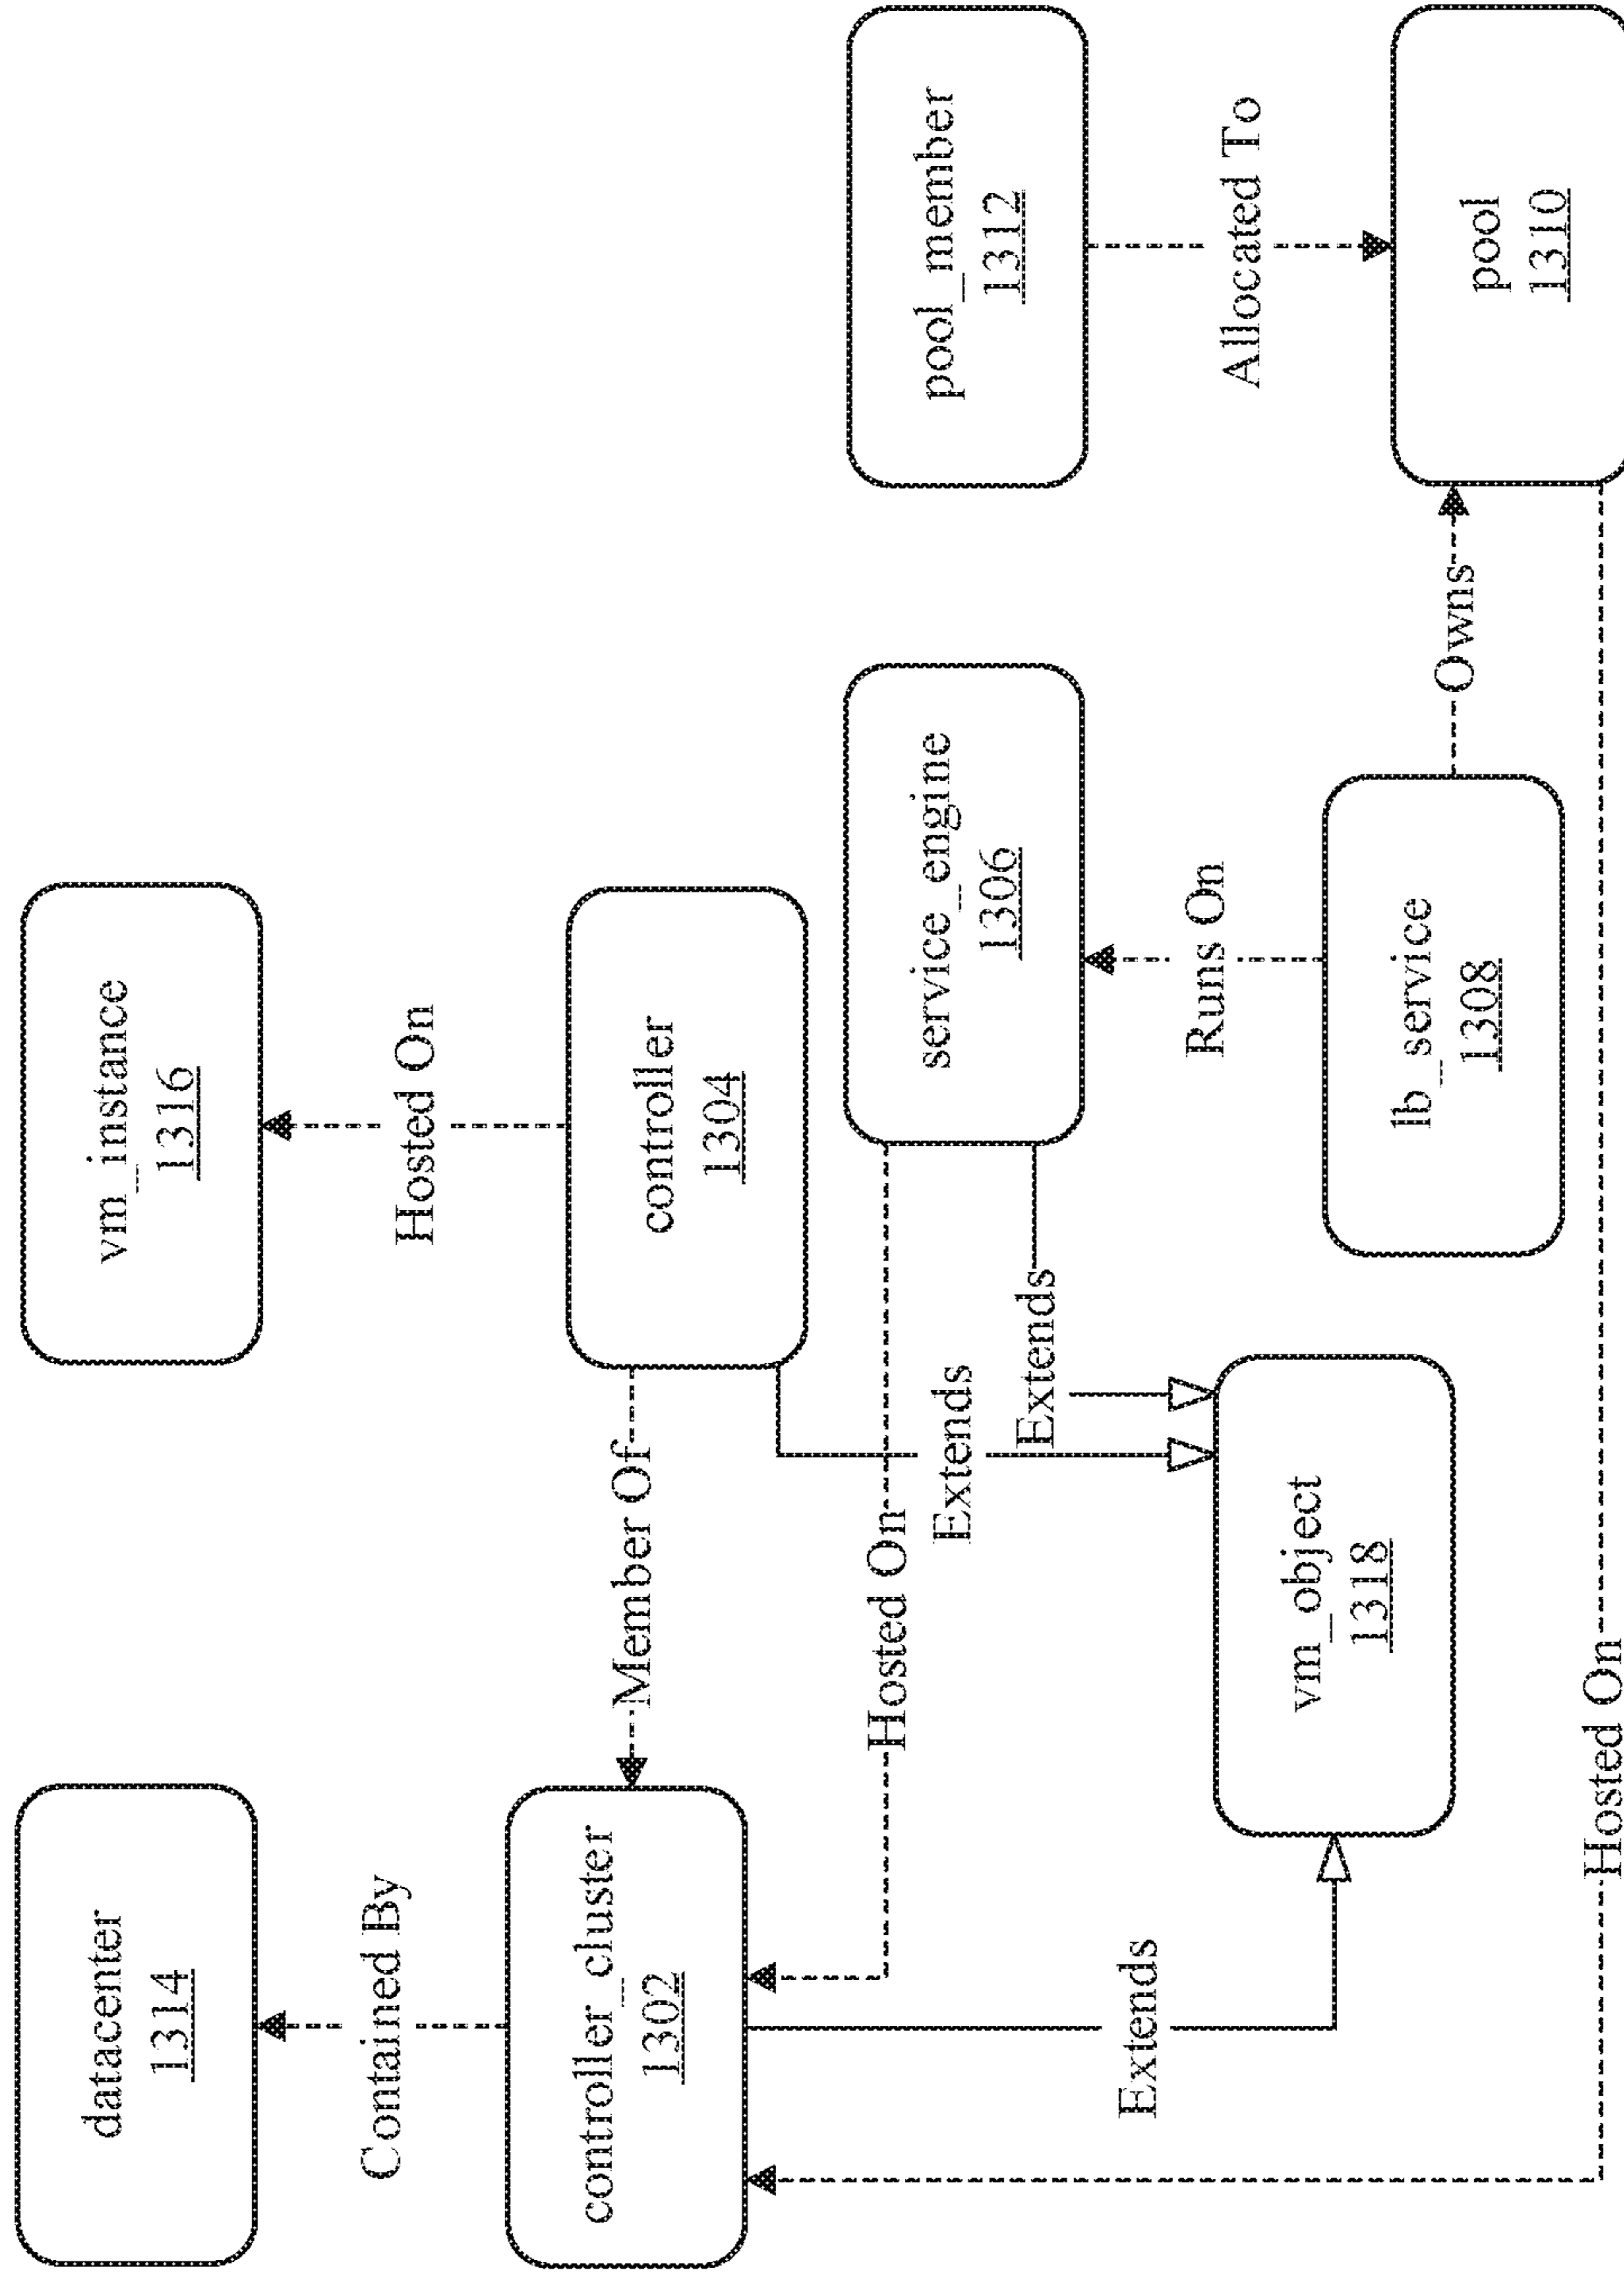 datacenter
1314
vm_instance
1316
Contained By
Hosted On
controller_cluster
1302
Member Of
controller
1304
Hosted On
Extends
Extends
service_engine
1306
pool_member
1312
Extends
Runs On
Allocated To
vm_object
1318
lb_service
1308
Owns
pool
1310
Hosted On